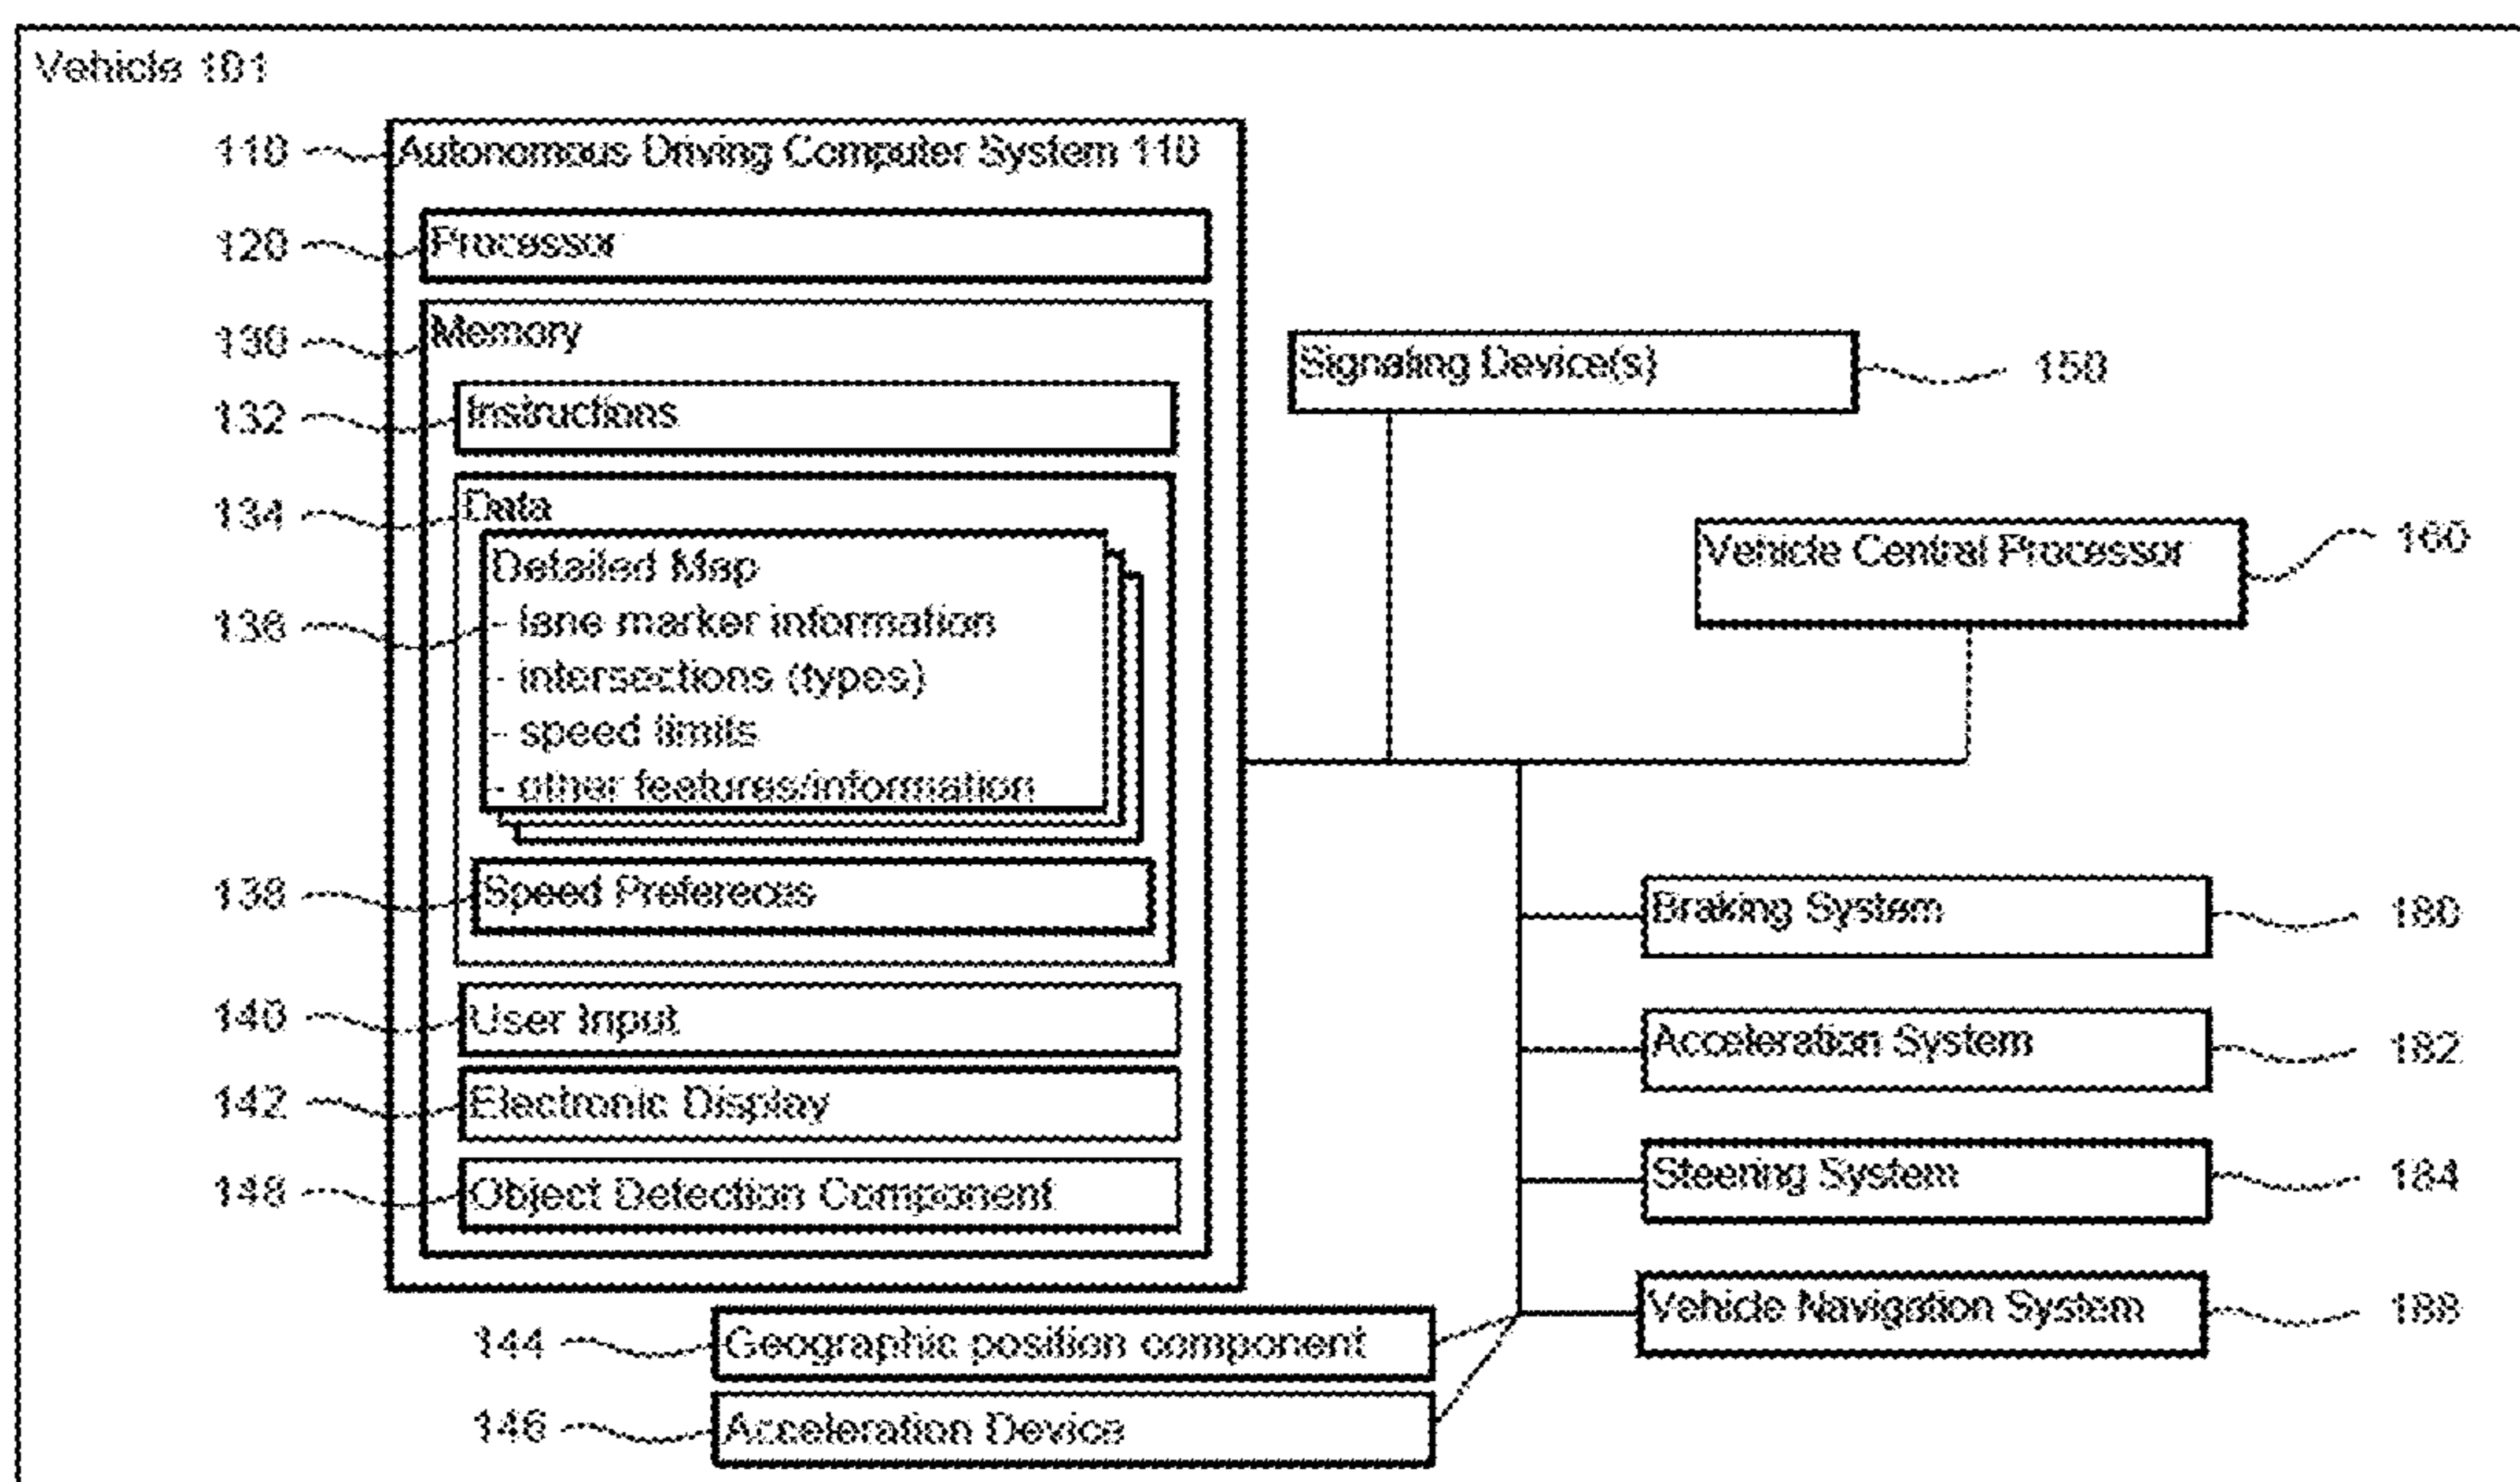 Vehicle 101
110 Autonomous Driving Computer System 110
120 Processor
130 Memory
132 Instructions
134 Data
Detailed Map
136 - lane marker information
- intersections (types)
- speed limits
- other features/information
138 Speed Prefereces
140 User Input
142 Electronic Display
148 Object Detection Component
144 Geographic position component
146 Acceleration Device
Signaling Device(s) 150
Vehicle Central Processor 160
Braking System 180
Acceleration System 182
Steering System 184
Vehicle Navigation System 188